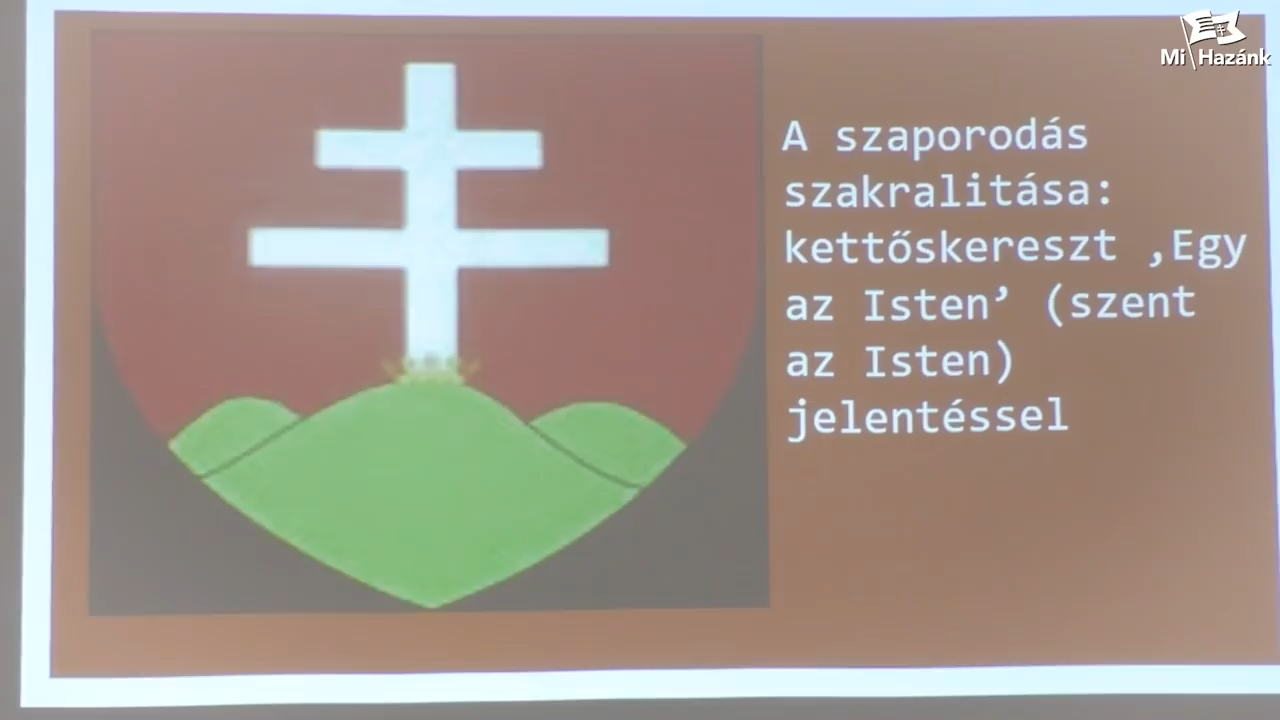 Mi Hazánk
A szaporodás
szakralitása:
kettőskereszt ‚Egy
az Isten’ (szent
az Isten)
jelentéssel